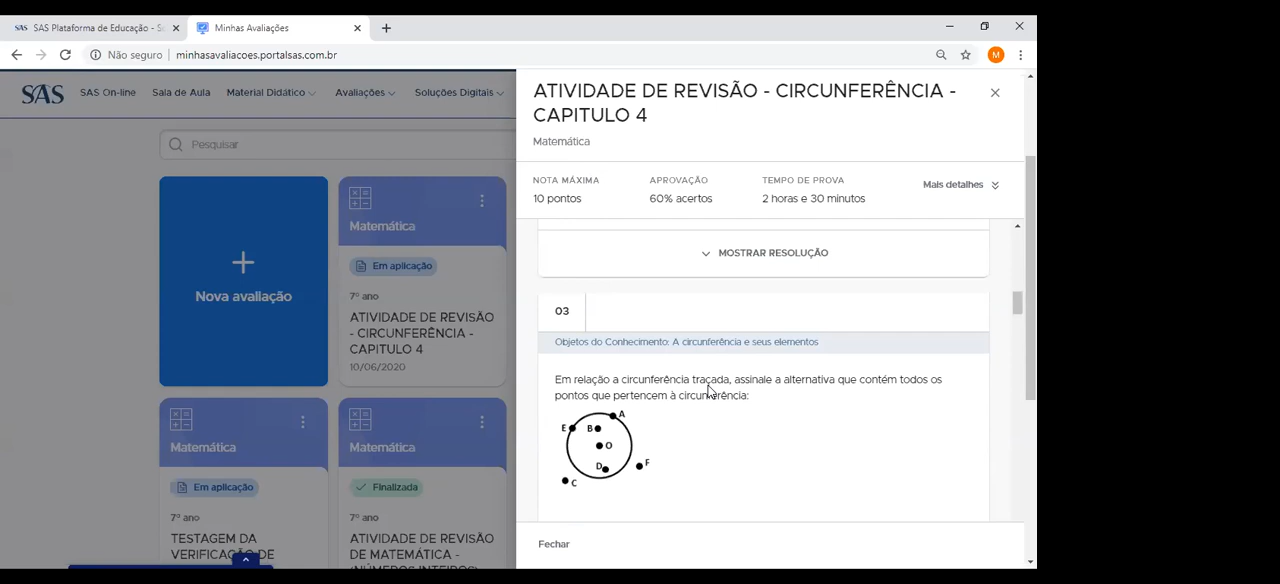 SAS Plataforma de Educação - S
Minhas Avaliações
Não seguro | minhasavaliacoes.portalsas.com.br
M
SAS
SAS On-line
Sala de Aula
Material Didático
Avaliações
Soluções Digitais
Pesquisar
Nova avaliação
Matemática
Em aplicação
7º ano
ATIVIDADE DE REVISÃO
- CIRCUNFERÊNCIA -
CAPITULO 4
10/06/2020
Matemática
Em aplicação
7º ano
TESTAGEM DA
VERIFICAÇÃO DE
Matemática
Finalizada
7º ano
ATIVIDADE DE REVISÃO
DE MATEMÁTICA -
(NÚMEROS INTEIROS)
ATIVIDADE DE REVISÃO - CIRCUNFERÊNCIA -
CAPITULO 4
Matemática
NOTA MÁXIMA
10 pontos
APROVAÇÃO
60% acertos
TEMPO DE PROVA
2 horas e 30 minutos
Mais detalhes
MOSTRAR RESOLUÇÃO
03
Objetos do Conhecimento: A circunferência e seus elementos
Em relação a circunferência traçada, assinale a alternativa que contém todos os
pontos que pertencem à circunferência:
A
E
B
O
D
F
C
Fechar